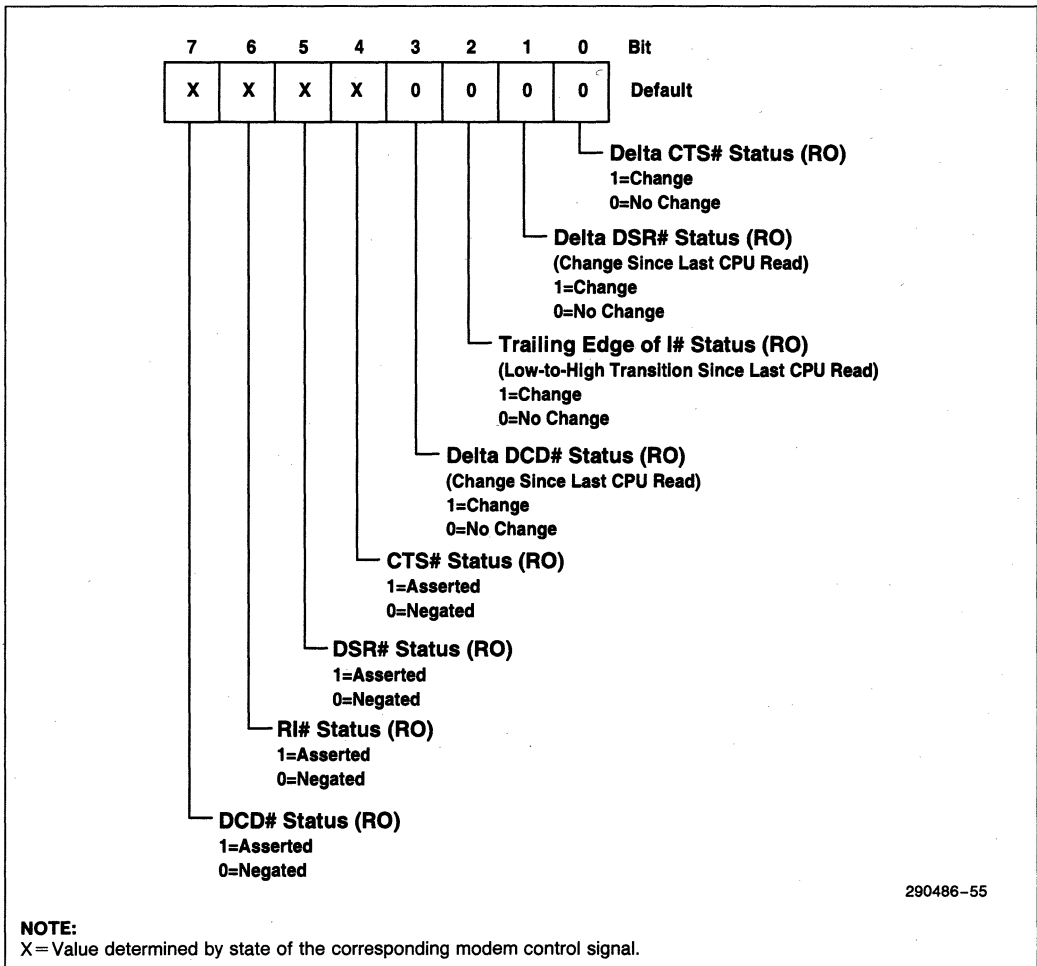 7 6 5 4 3 2 1 0 Bit
X X X X 0 0 0 0 Default
Delta CTS# Status (RO)
1=Change
0=No Change
Delta DSR# Status (RO)
(Change Since Last CPU Read)
1=Change
0=No Change
Trailing Edge of I# Status (RO)
(Low-to-High Transition Since Last CPU Read)
1=Change
0=No Change
Delta DCD# Status (RO)
(Change Since Last CPU Read)
1=Change
0=No Change
CTS# Status (RO)
1=Asserted
0=Negated
DSR# Status (RO)
1=Asserted
0=Negated
RI# Status (RO)
1=Asserted
0=Negated
DCD# Status (RO)
1=Asserted
0=Negated
290486-55
NOTE:
X=Value determined by state of the corresponding modem control signal.